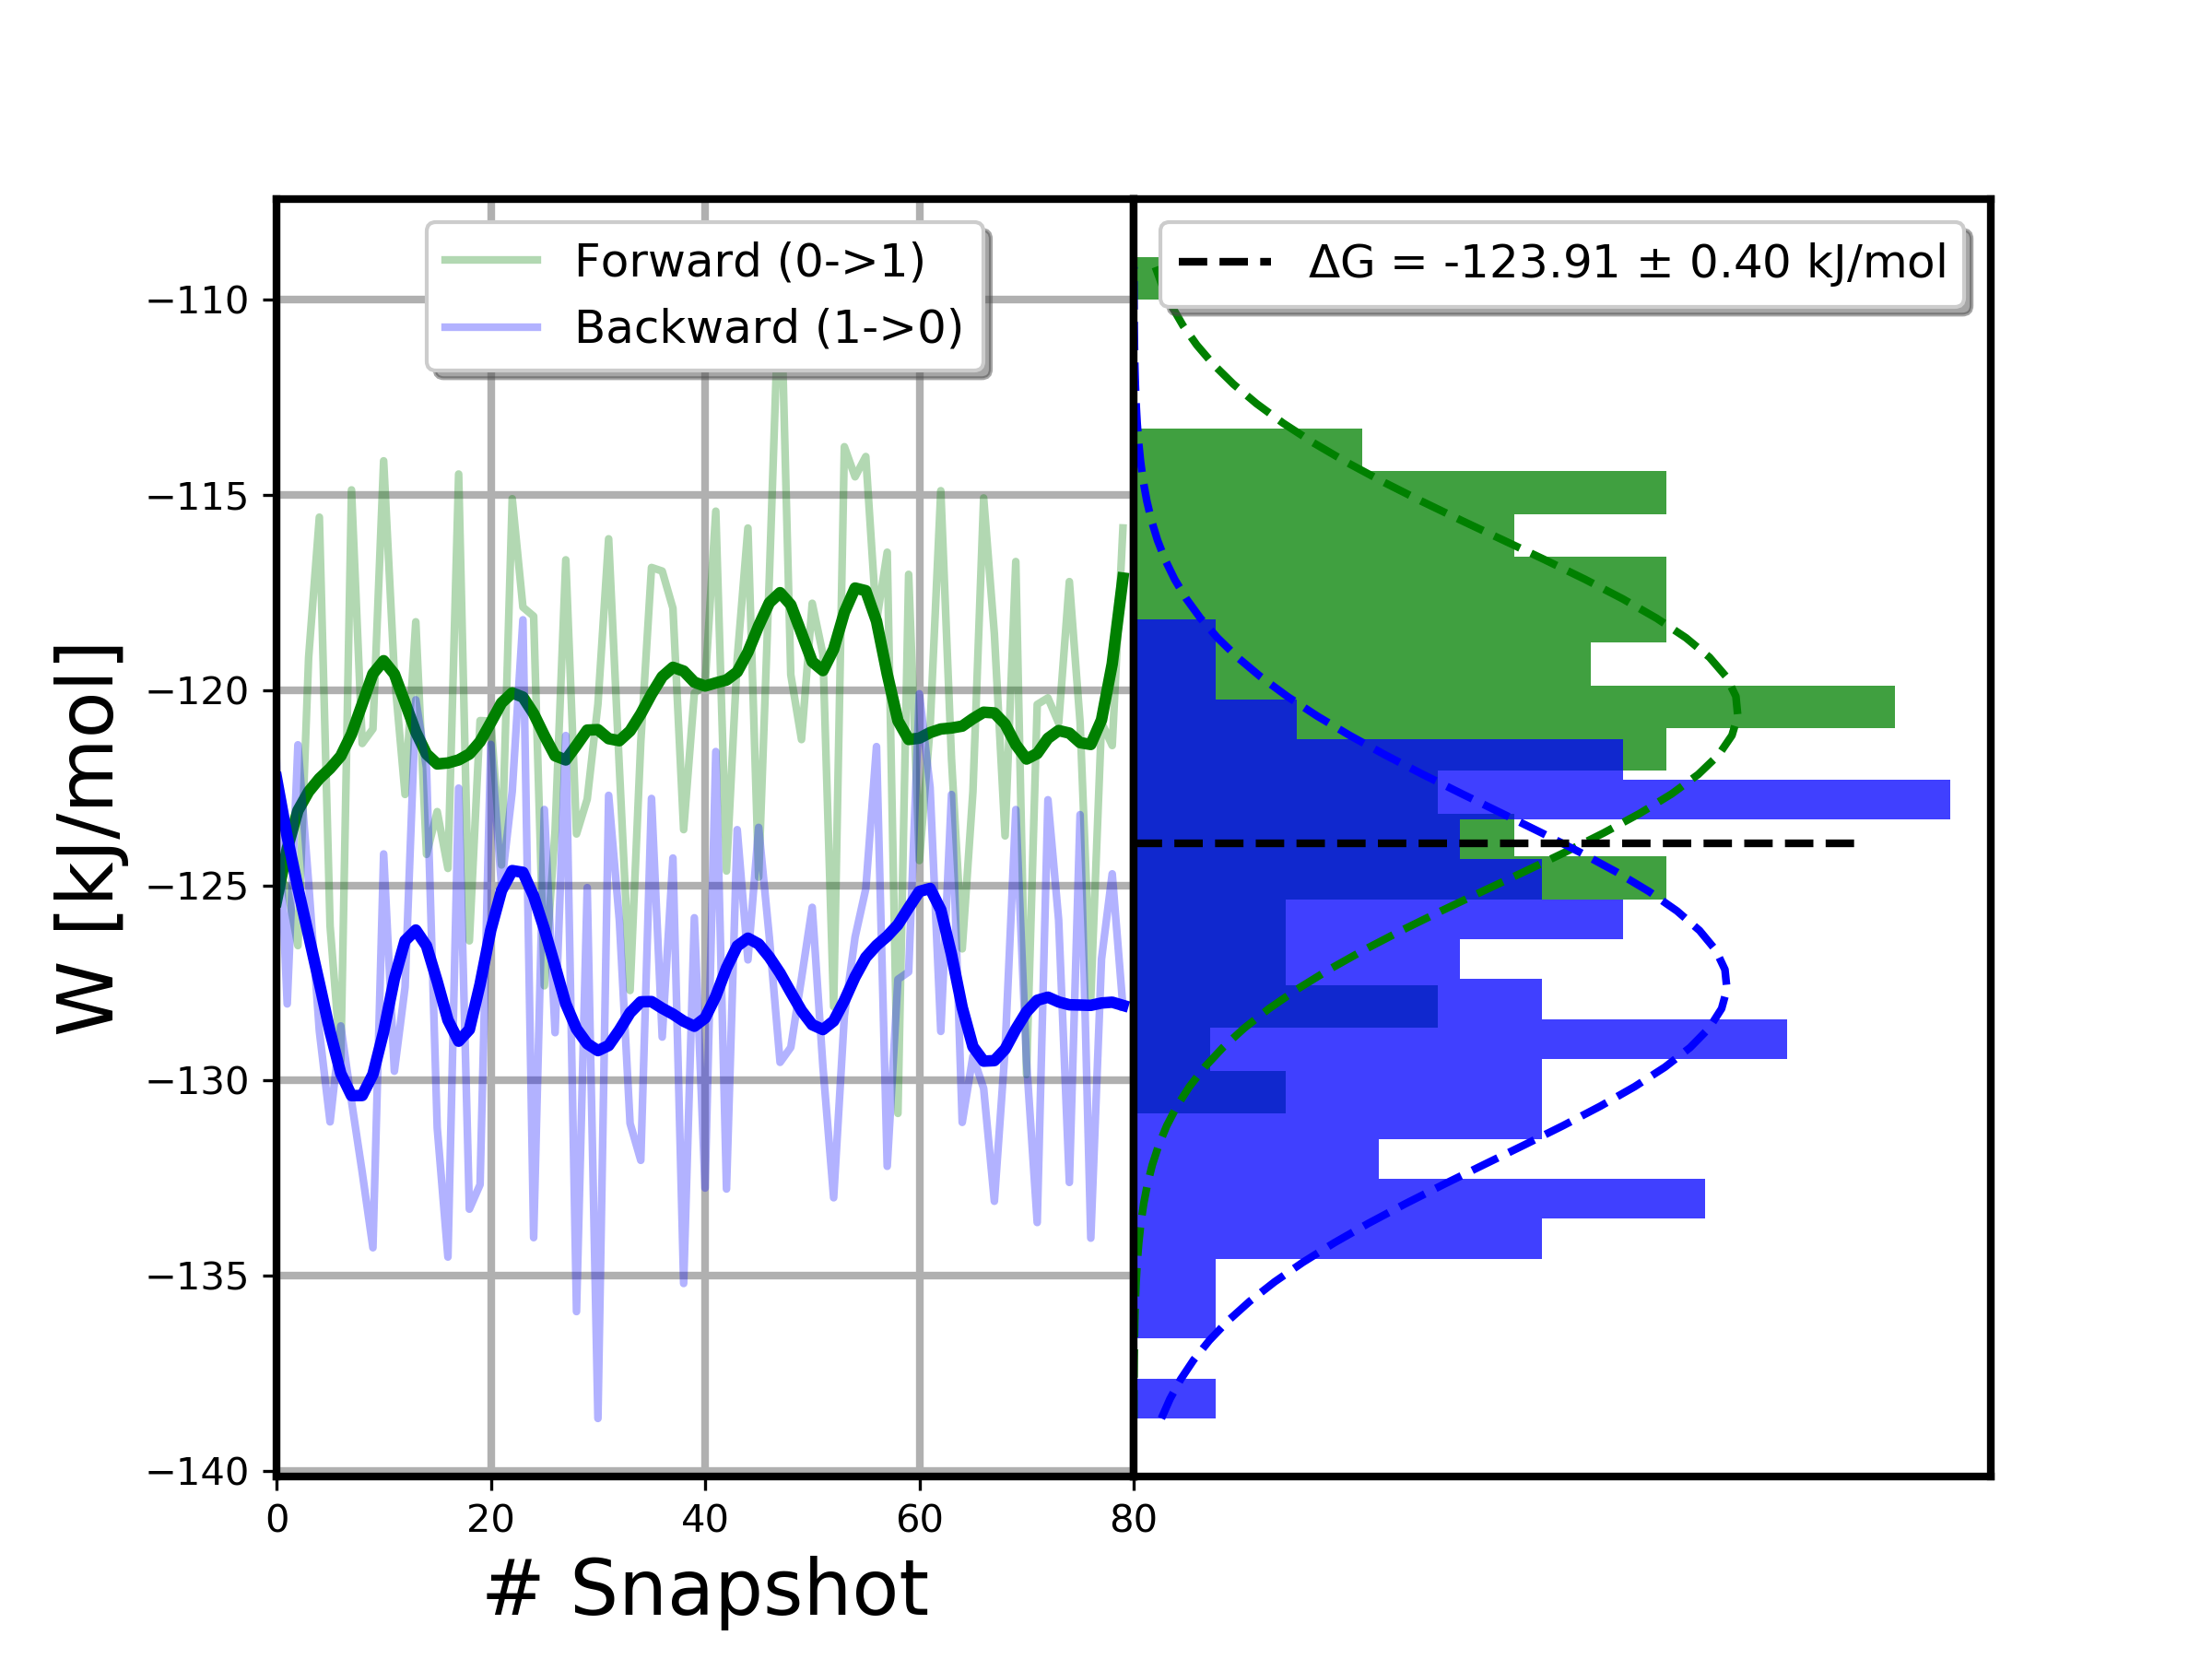 Forward (0->1)
Backward (1->0)
ΔG = -123.91 ± 0.40 kJ/mol
W [kJ/mol]
−110
−115
−120
−125
−130
−135
−140
0 20 40 60 80
# Snapshot